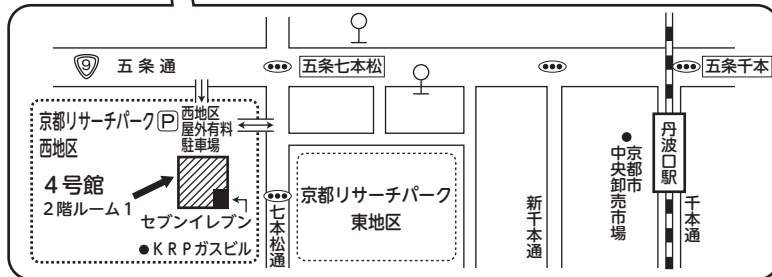 9
五条通
五条七本松
五条千本
京都リサーチパーク
西地区
P
西地区
屋外有料
駐車場
4号館
2階ルーム1
セブンイレブン
●KRPガスビル
七本松通
京都リサーチパーク
東地区
新千本通
●京都市
中央卸売市場
丹波口駅
千本通